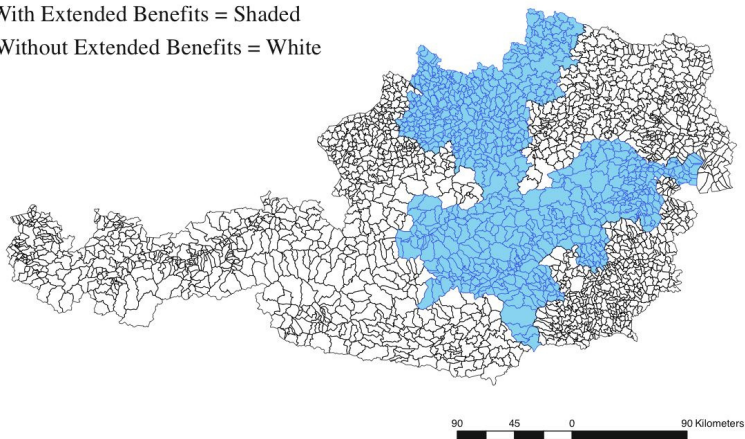 With Extended Benefits = Shaded
Without Extended Benefits = White
90 45 0 90 Kilometers